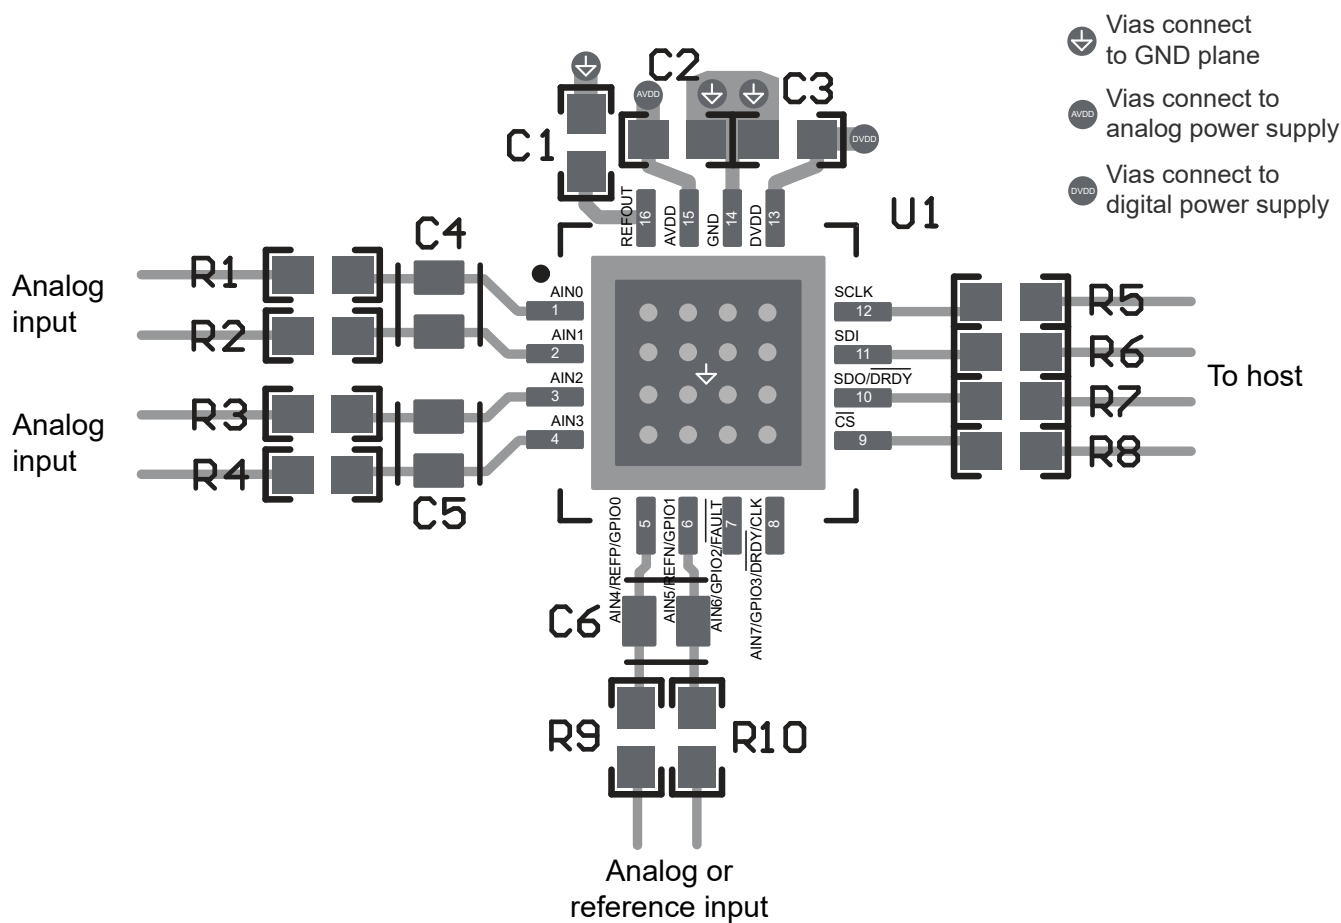 Vias connect
to GND plane
AVDD
Vias connect to
analog power supply
DVDD
Vias connect to
digital power supply
C2
C3
AVDD
DVDD
C1
REFOUT
16
AVDD
15
GND
14
DVDD
13
U1
C4
R1
Analog
input
R2
AIN0
1
AIN1
2
AIN2
3
AIN3
4
R3
Analog
input
R4
C5
SCLK
12
SDI
11
SDO/DRDY
10
CS
9
R5
R6
R7
R8
To host
AIN4/REFP/GPIO0
5
AIN5/REFN/GPIO1
6
AIN6/GPIO2/FAULT
7
AIN7/GPIO3/DRDY/CLK
8
C6
R9
R10
Analog or
reference input